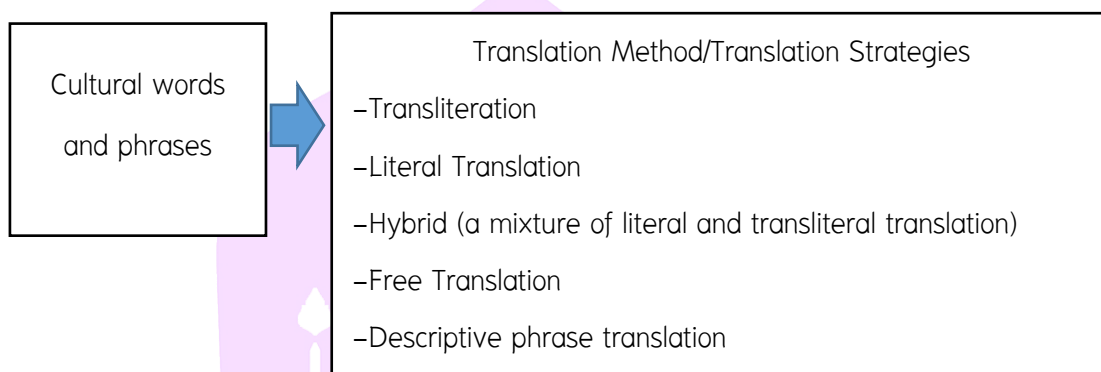 Cultural words
and phrases
Translation Method/Translation Strategies
–Transliteration
–Literal Translation
–Hybrid (a mixture of literal and transliteral translation)
–Free Translation
–Descriptive phrase translation